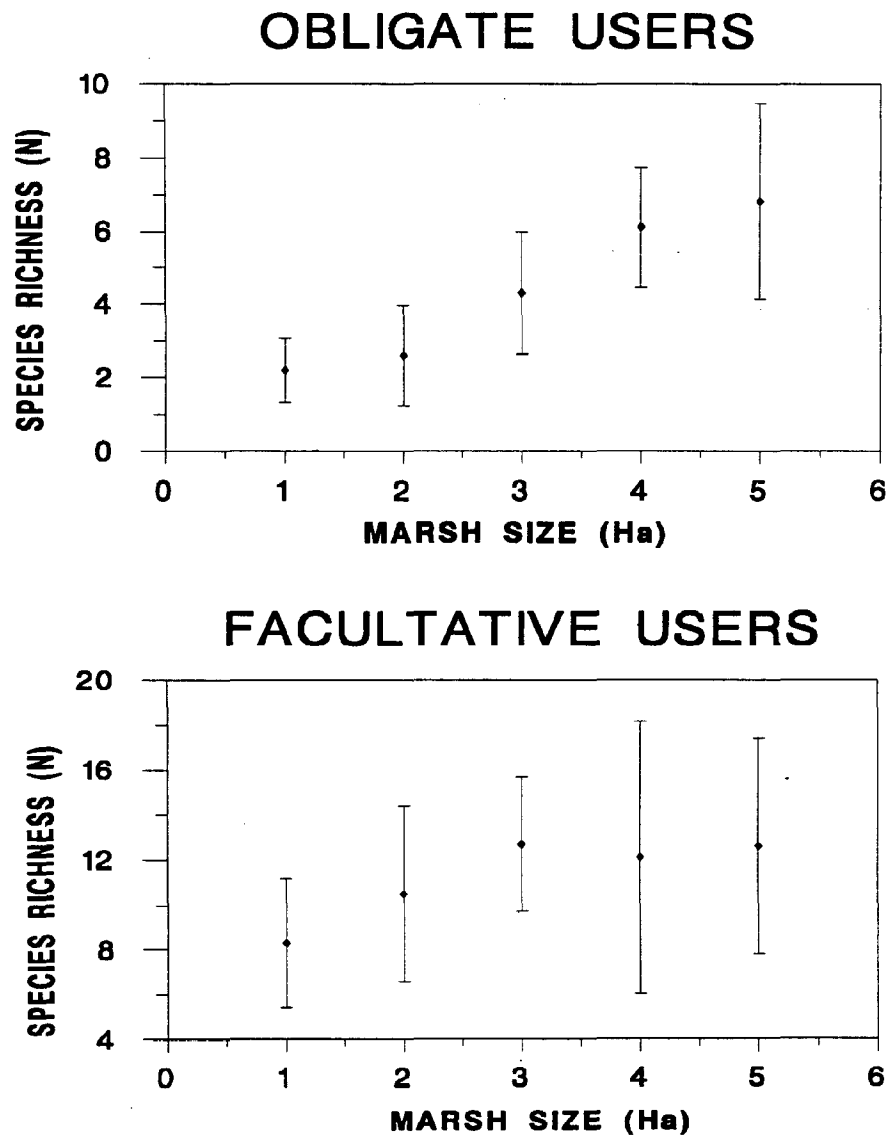 OBLIGATE USERS
SPECIES RICHNESS (N)
10
8
6
4
2
0
0 1 2 3 4 5 6
MARSH SIZE (Ha)
FACULTATIVE USERS
SPECIES RICHNESS (N)
20
16
12
8
4
0 1 2 3 4 5 6
MARSH SIZE (Ha)